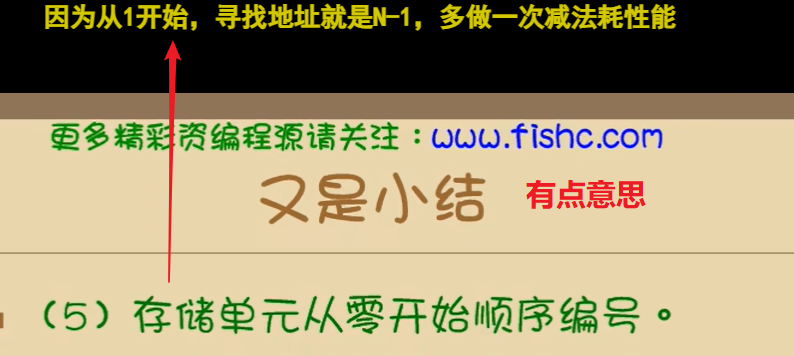 因为从1开始，寻找地址就是N-1，多做一次减法耗性能
更多精彩资编程源请关注：www.fishc.com
又是小结 有点意思
（5）存储单元从零开始顺序编号。